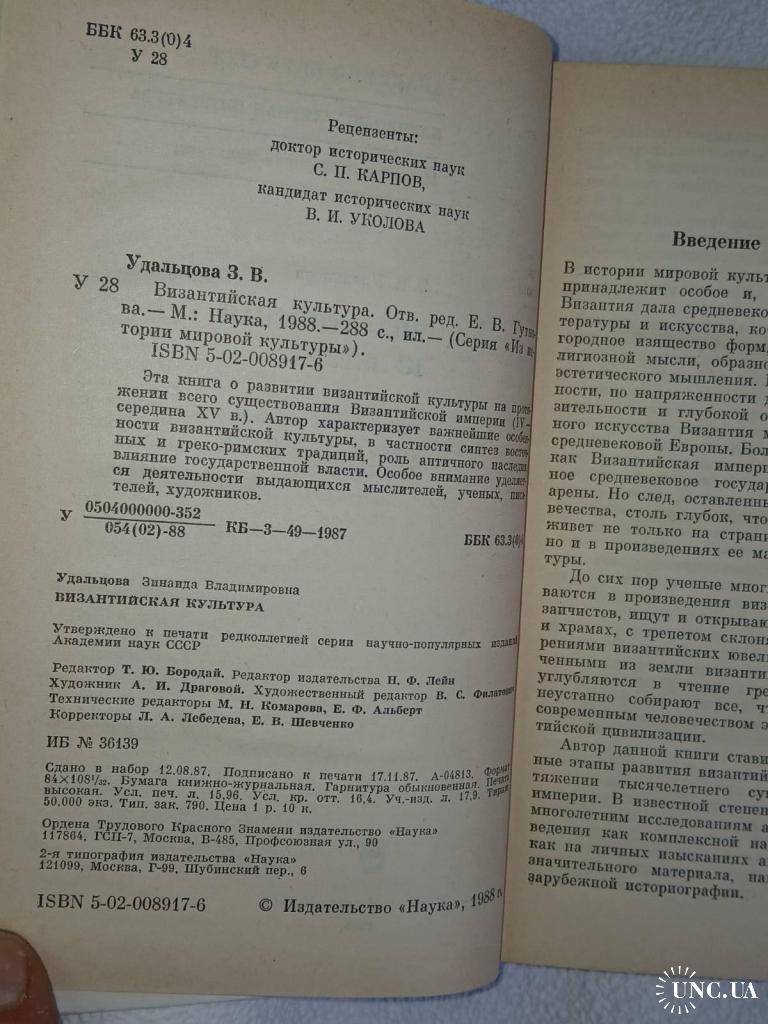 ББК 63.3(0)4
У 28
Рецензенты:
доктор исторических наук
С. П. КАРПОВ,
кандидат исторических наук
В. И. УКОЛОВА
Удальцова З. В.
У 28 Византийская культура. Отв. ред. Е. В. Гутно-
ва.— М.: Наука, 1988.—288 с., ил.— (Серия «Из ис-
тории мировой культуры»).
ISBN 5-02-008917-6
Эта книга о развитии византийской культуры на протя-
жении всего существования Византийской империи (IV—
середина XV в.). Автор характеризует важнейшие особен-
ности византийской культуры, в частности синтез восточ-
ных и греко-римских традиций, роль античного наследия,
влияние государственной власти. Особое внимание уделяет-
ся деятельности выдающихся мыслителей, ученых, писа-
телей, художников.
У 0504000000-352
054(02)-88 КБ—3—49—1987
ББК 63.3(0)4
Удальцова Зинаида Владимировна
ВИЗАНТИЙСКАЯ КУЛЬТУРА
Утверждено к печати редколлегией серии научно-популярных изданий
Академии наук СССР
Редактор Т. Ю. Бородай. Редактор издательства Н. Ф. Лейн
Художник А. И. Драговой. Художественный редактор В. С. Филатович
Технические редакторы М. Н. Комарова, Е. Ф. Альберт
Корректоры Л. А. Лебедева, Е. В. Шевченко
ИБ № 36139
Сдано в набор 12.08.87. Подписано к печати 17.11.87. А-04813. Формат
84×108¹/₃₂. Бумага книжно-журнальная. Гарнитура обыкновенная. Печать
высокая. Усл. печ. л. 15,96. Усл. кр. отт. 16,4. Уч.-изд. л. 17,9. Тираж
50.000 экз. Тип. зак. 790. Цена 1 р. 10 к.
Ордена Трудового Красного Знамени издательство «Наука»
117864, ГСП-7, Москва, В-485, Профсоюзная ул., 90
2-я типография издательства «Наука»
121099, Москва, Г-99, Шубинский пер., 6
ISBN 5-02-008917-6 © Издательство «Наука», 1988 г.
Введение
В истории мировой культ
принадлежит особое и,
Византия дала средневеко
тературы и искусства, ко
городное изящество форм,
лигиозной мысли, образно
эстетического мышления.
ности, по напряженности д
зительности и глубокой о
ного искусства Византия м
средневековой Европы. Бол
как Византийская импери
ное средневековое государ
арены. Но след, оставленны
вечества, столь глубок, что
живет не только на страни
но и в произведениях ее ма
туры.
До сих пор ученые мног
ваются в произведения виз
запчистов, ищут и открываю
и храмах, с трепетом склоня
рениями византийских ювели
ченными из земли византи
углубляются в чтение гре
неустанно собирают все, чт
современным человечеством э
тийской цивилизации.
Автор данной книги стави
ные этапы развития византий
тяжении тысячелетнего су
империи. В известной степен
многолетним исследованиям а
ведения как комплексной на
как на личных изысканиях а
значительного материала, на
зарубежной историографии.
UNC.UA